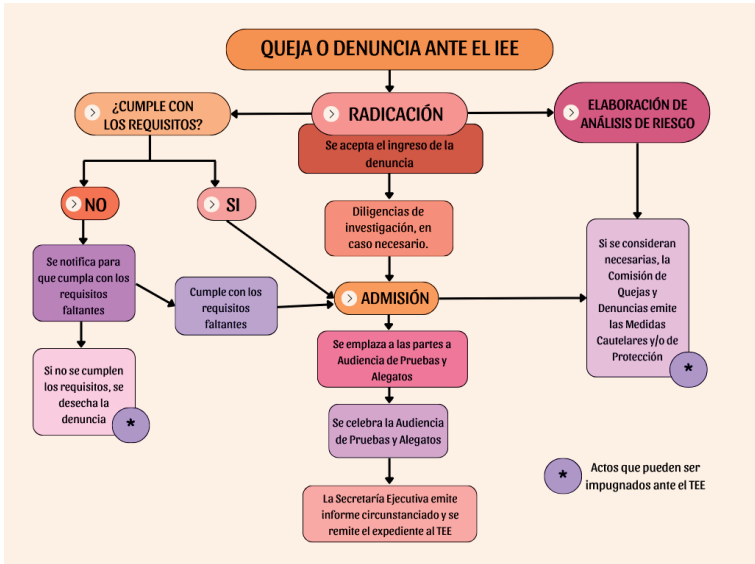 QUEJA O DENUNCIA ANTE EL IEE
¿CUMPLE CON
LOS REQUISITOS?
RADICACIÓN
Se acepta el ingreso de la
denuncia
ELABORACIÓN DE
ANÁLISIS DE RIESGO
NO
SI
Diligencias de
investigación, en
caso necesario.
Se notifica para
que cumpla con los
requisitos
faltantes
Cumple con los
requisitos
faltantes
ADMISIÓN
Si se consideran
necesarias, la
Comisión de
Quejas y
Denuncias emite
las Medidas
Cautelares y/o de
Protección
*
Si no se cumplen
los requisitos, se
desecha la
denuncia
*
Se emplaza a las partes a
Audiencia de Pruebas y
Alegatos
Se celebra la Audiencia
de Pruebas y Alegatos
La Secretaría Ejecutiva emite
informe circunstanciado y se
remite el expediente al TEE
*
Actos que pueden ser
impugnados ante el TEE